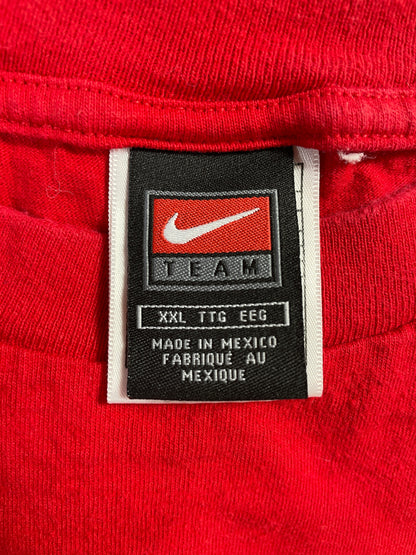 TEAM
XXL TTG EEG
MADE IN MEXICO
FABRIQUÉ AU
MEXIQUE